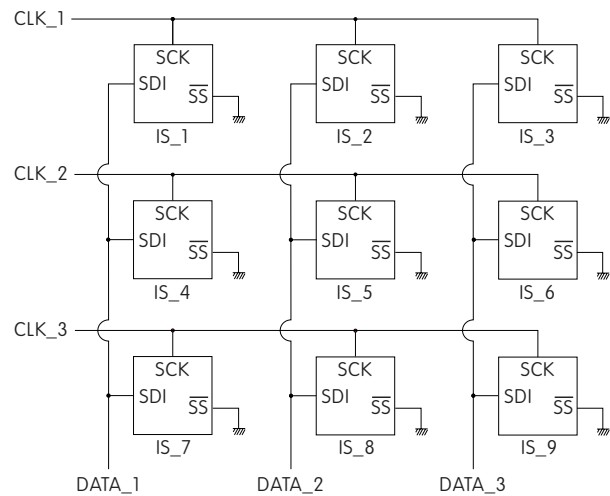 CLK_1
SCK SCK SCK
SDI SS SDI SS SDI SS
IS_1 IS_2 IS_3
CLK_2
SCK SCK SCK
SDI SS SDI SS SDI SS
IS_4 IS_5 IS_6
CLK_3
SCK SCK SCK
SDI SS SDI SS SDI SS
IS_7 IS_8 IS_9
DATA_1 DATA_2 DATA_3